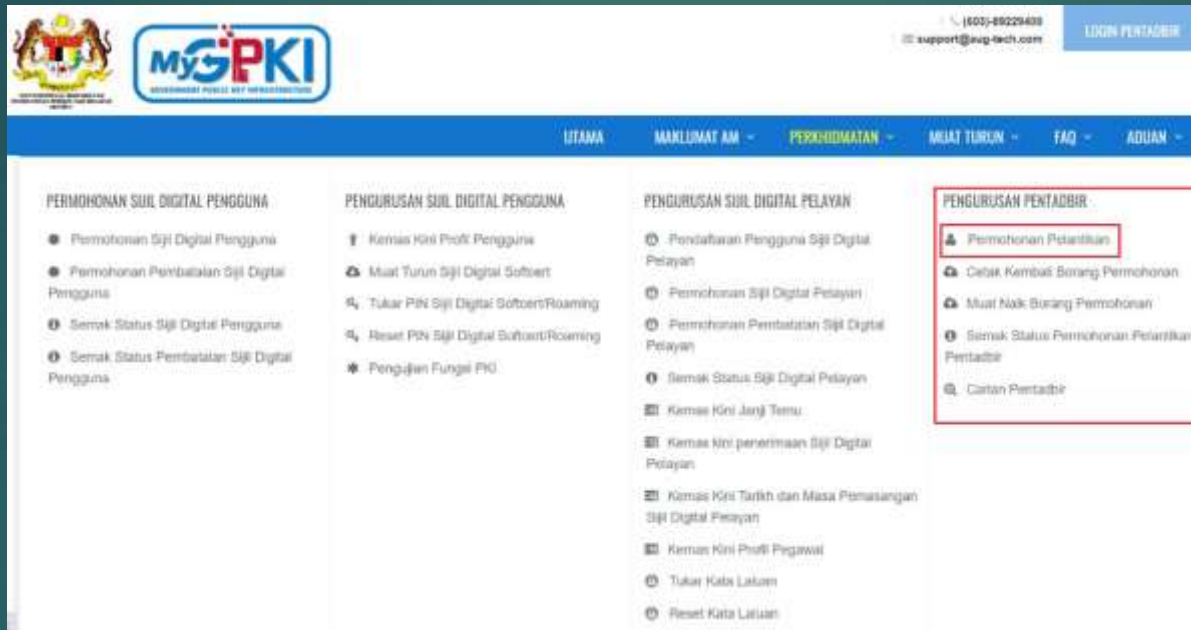 MyGPKI
GOVERNMENT PUBLIC KEY INFRASTRUCTURE
(603)-89229400
support@aug-tech.com
LOGIN PENTADBIR
UTAMA
MAKLUMAT AM
PERKHIDMATAN
MUAT TURUN
FAQ
ADUAN
PERMOHONAN SIJIL DIGITAL PENGGUNA
Permohonan Sijil Digital Pengguna
Permohonan Pembatalan Sijil Digital
Pengguna
Semak Status Sijil Digital Pengguna
Semak Status Pembatalan Sijil Digital
Pengguna
PENGURUSAN SIJIL DIGITAL PENGGUNA
Kemas Kini Profil Pengguna
Muat Turun Sijil Digital Softcert
Tukar PIN Sijil Digital Softcert/Roaming
Reset PIN Sijil Digital Softcert/Roaming
Pengujian Fungsi PKI
PENGURUSAN SIJIL DIGITAL PELAYAN
Pendaftaran Pengguna Sijil Digital
Pelayan
Permohonan Sijil Digital Pelayan
Permohonan Pembatalan Sijil Digital
Pelayan
Semak Status Sijil Digital Pelayan
Kemas Kini Janji Temu
Kemas kini penerimaan Sijil Digital
Pelayan
Kemas Kini Tarikh dan Masa Pemasangan
Sijil Digital Pelayan
Kemas Kini Profil Pegawai
Tukar Kata Laluan
Reset Kata Laluan
PENGURUSAN PENTADBIR
Permohonan Pelantikan
Cetak Kembali Borang Permohonan
Muat Naik Borang Permohonan
Semak Status Permohonan Pelantikan
Pentadbir
Carian Pentadbir